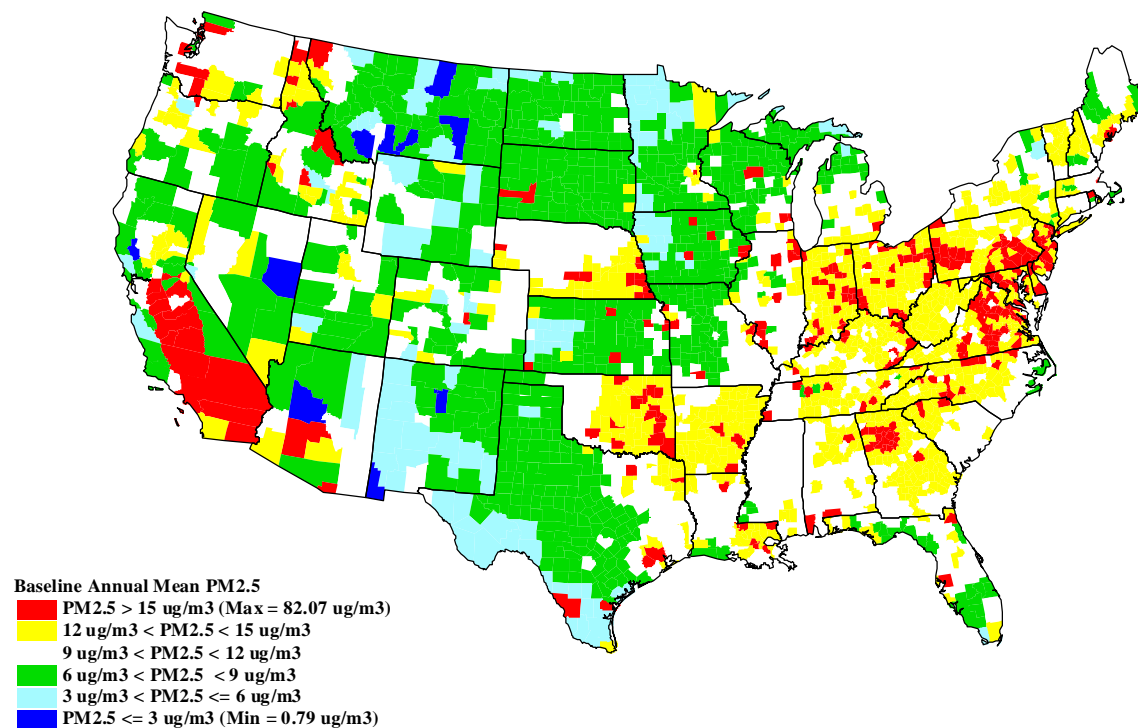 Baseline Annual Mean PM2.5
PM2.5 > 15 ug/m3 (Max = 82.07 ug/m3)
12 ug/m3 < PM2.5 < 15 ug/m3
9 ug/m3 < PM2.5 < 12 ug/m3
6 ug/m3 < PM2.5 < 9 ug/m3
3 ug/m3 < PM2.5 <= 6 ug/m3
PM2.5 <= 3 ug/m3 (Min = 0.79 ug/m3)